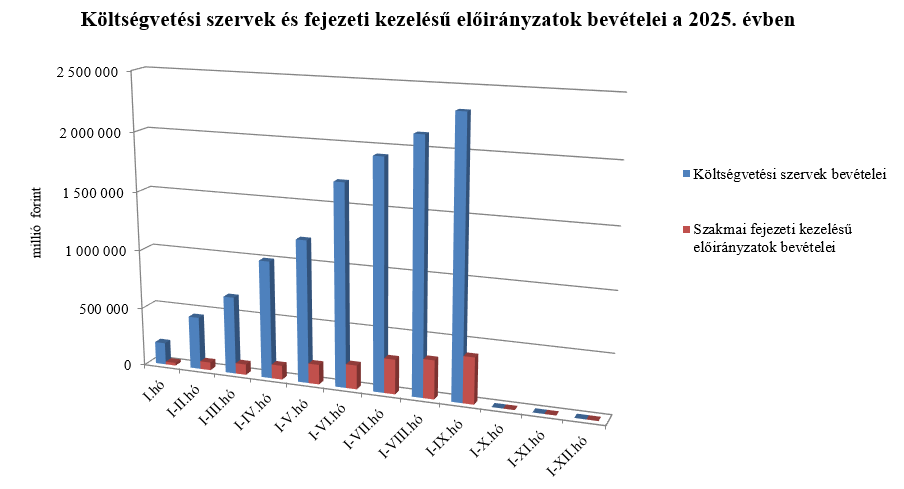 Költségvetési szervek és fejezeti kezelésű előirányzatok bevételei a 2025. évben
2 500 000
2 000 000
1 500 000
1 000 000
500 000
0
millió forint
I.hó
I-II.hó
I-III.hó
I-IV.hó
I-V.hó
I-VI.hó
I-VII.hó
I-VIII.hó
I-IX.hó
I-X.hó
I-XI.hó
I-XII.hó
Költségvetési szervek bevételei
Szakmai fejezeti kezelésű
előirányzatok bevételei